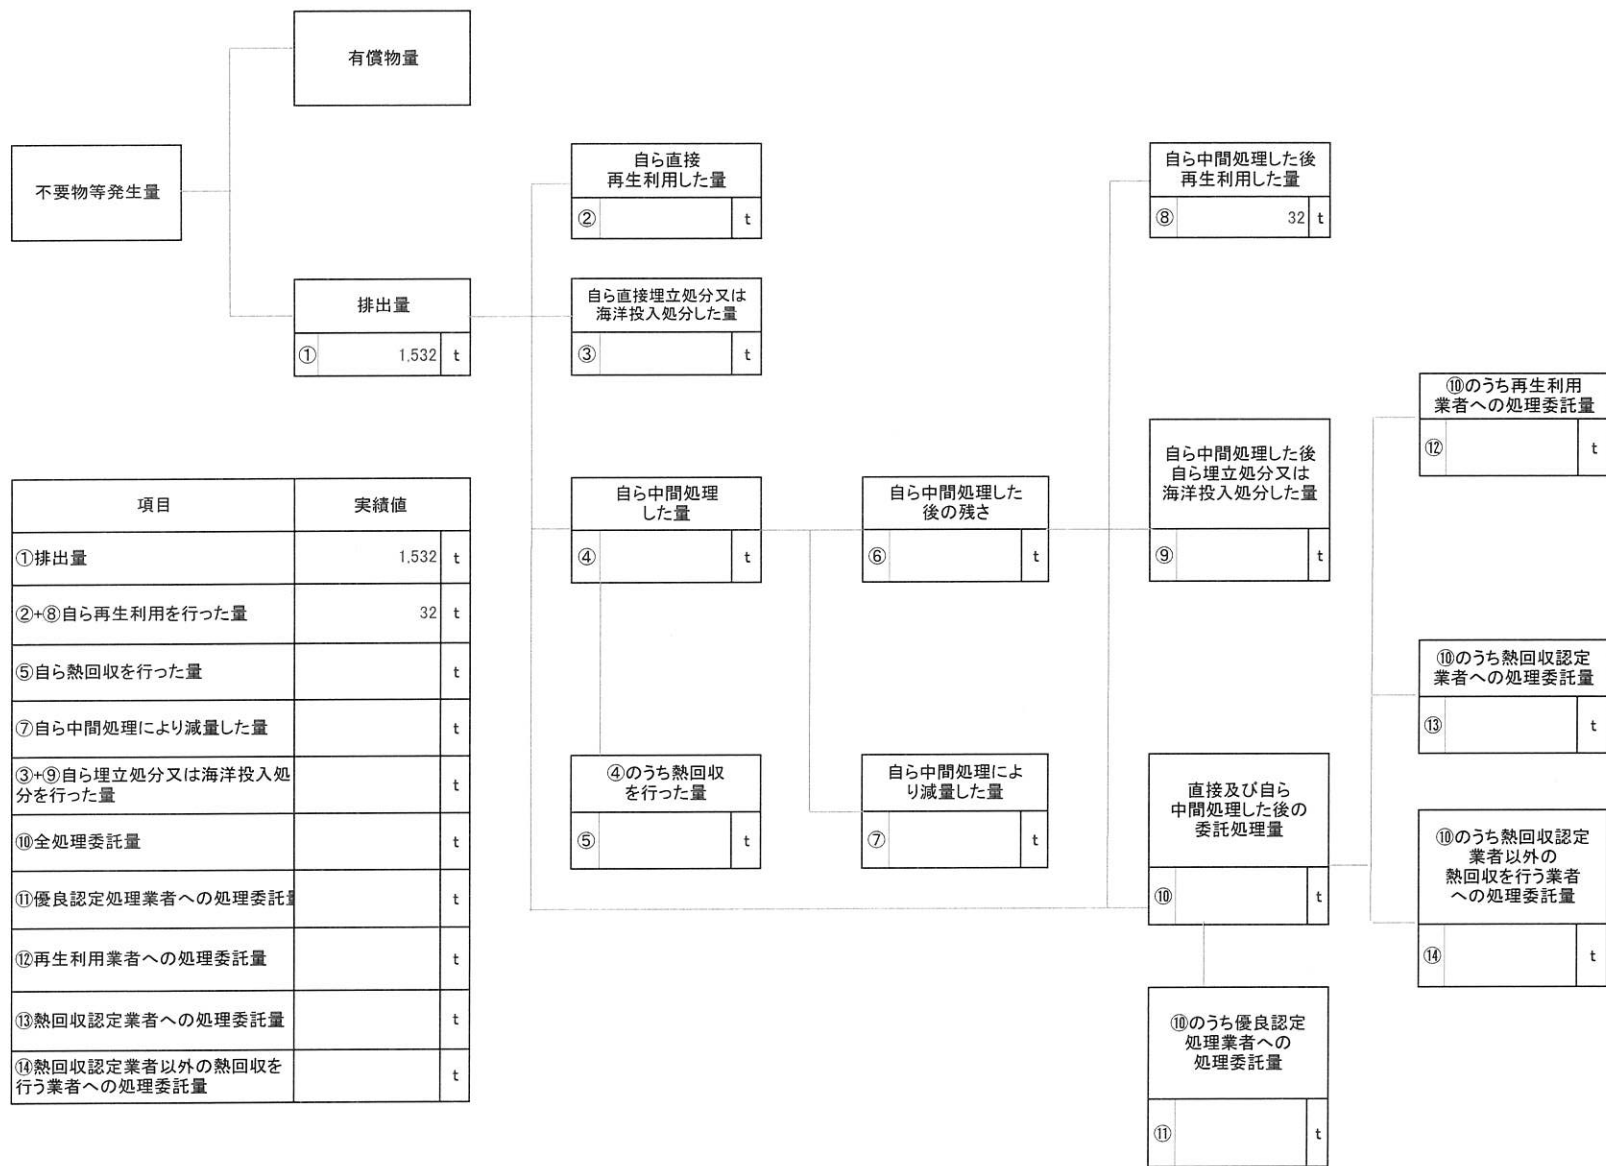 有償物量
不要物等発生量
排出量
① 1,532 t
自ら直接
再生利用した量
② t
自ら直接埋立処分又は
海洋投入処分した量
③ t
自ら中間処理
した量
④ t
④のうち熱回収
を行った量
⑤ t
自ら中間処理した
後の残さ
⑥ t
自ら中間処理によ
り減量した量
⑦ t
自ら中間処理した後
再生利用した量
⑧ 32 t
自ら中間処理した後
自ら埋立処分又は
海洋投入処分した量
⑨ t
直接及び自ら
中間処理した後の
委託処理量
⑩ t
⑩のうち優良認定
処理業者への
処理委託量
⑪ t
⑩のうち再生利用
業者への処理委託量
⑫ t
⑩のうち熱回収認定
業者への処理委託量
⑬ t
⑩のうち熱回収認定
業者以外の
熱回収を行う業者
への処理委託量
⑭ t
項目 実績値
①排出量 1,532 t
②+⑧自ら再生利用を行った量 32 t
⑤自ら熱回収を行った量 t
⑦自ら中間処理により減量した量 t
③+⑨自ら埋立処分又は海洋投入処
分を行った量 t
⑩全処理委託量 t
⑪優良認定処理業者への処理委託量 t
⑫再生利用業者への処理委託量 t
⑬熱回収認定業者への処理委託量 t
⑭熱回収認定業者以外の熱回収を
行う業者への処理委託量 t